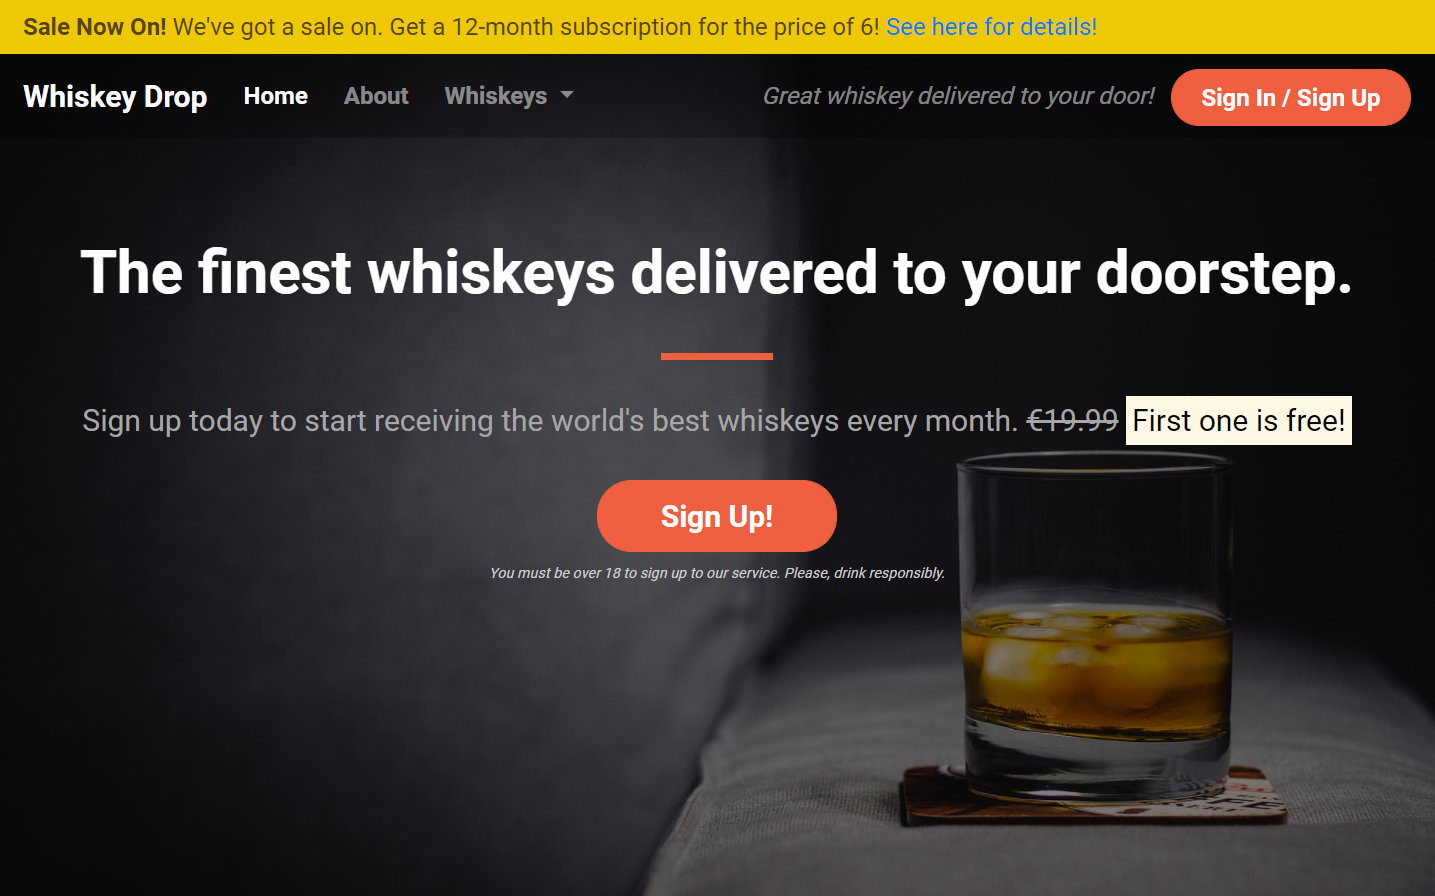 Sale Now On! We've got a sale on. Get a 12-month subscription for the price of 6! See here for details!
Whiskey Drop Home About Whiskeys Great whiskey delivered to your door! Sign In / Sign Up
The finest whiskeys delivered to your doorstep.
Sign up today to start receiving the world's best whiskeys every month. €19.99 First one is free!
Sign Up!
You must be over 18 to sign up to our service. Please, drink responsibly.